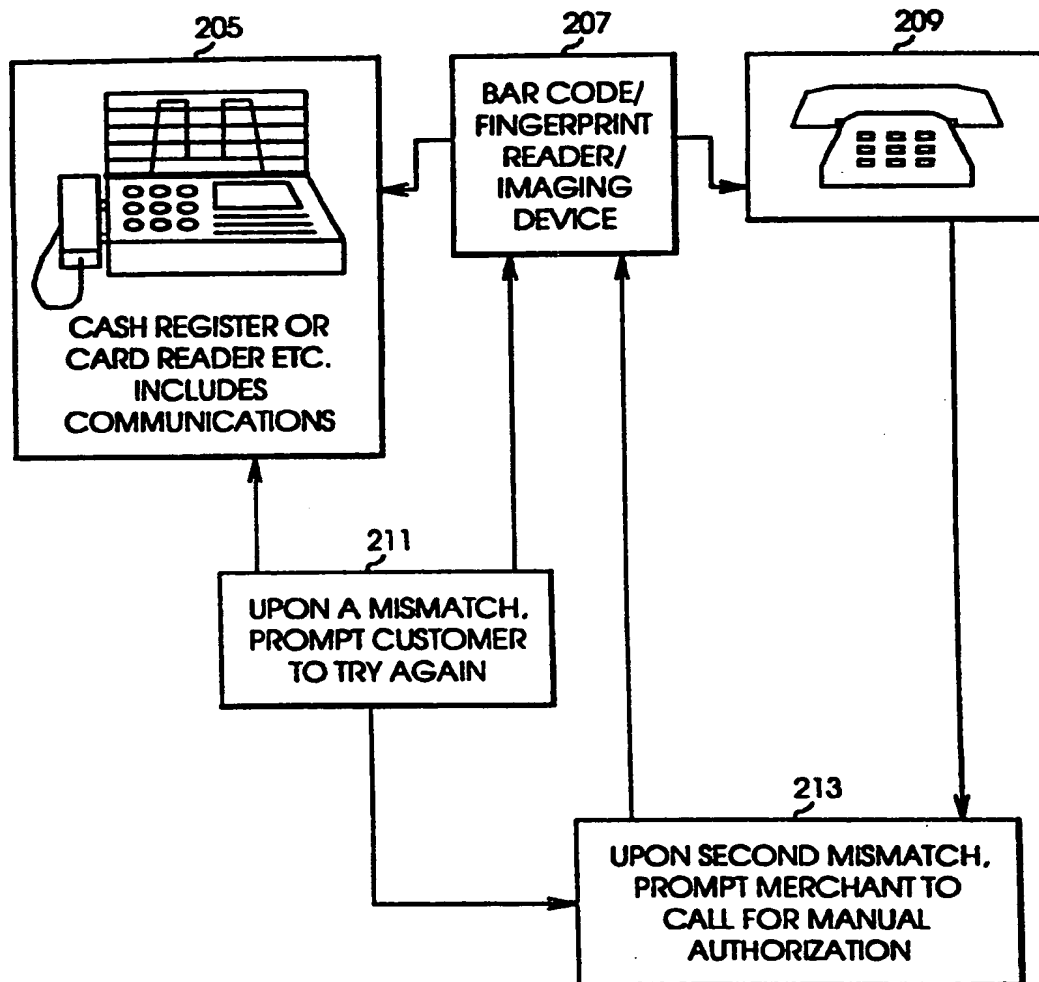 205
207
209
BAR CODE/
FINGERPRINT
READER/
IMAGING
DEVICE
CASH REGISTER OR
CARD READER ETC.
INCLUDES
COMMUNICATIONS
211
UPON A MISMATCH,
PROMPT CUSTOMER
TO TRY AGAIN
213
UPON SECOND MISMATCH,
PROMPT MERCHANT TO
CALL FOR MANUAL
AUTHORIZATION